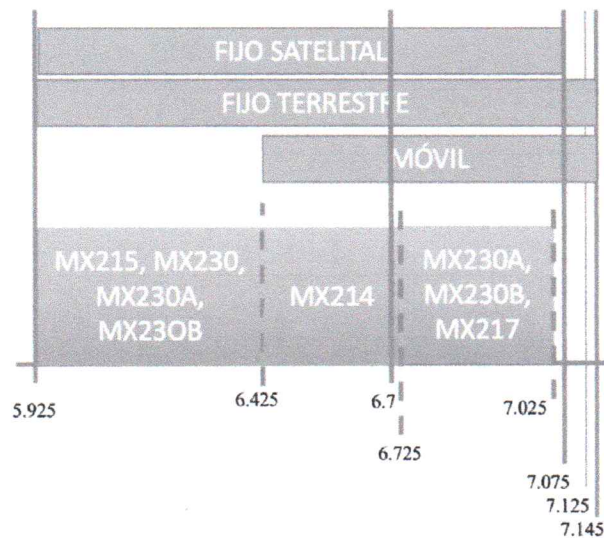 FIJO SATELITAL
FIJO TERRESTRE
MÓVIL
MX215, MX230,
MX230A,
MX23OB
MX214
MX230A,
MX230B,
MX217
5.925
6.425
6.7
7.025
6.725
7.075
7.125
7.145